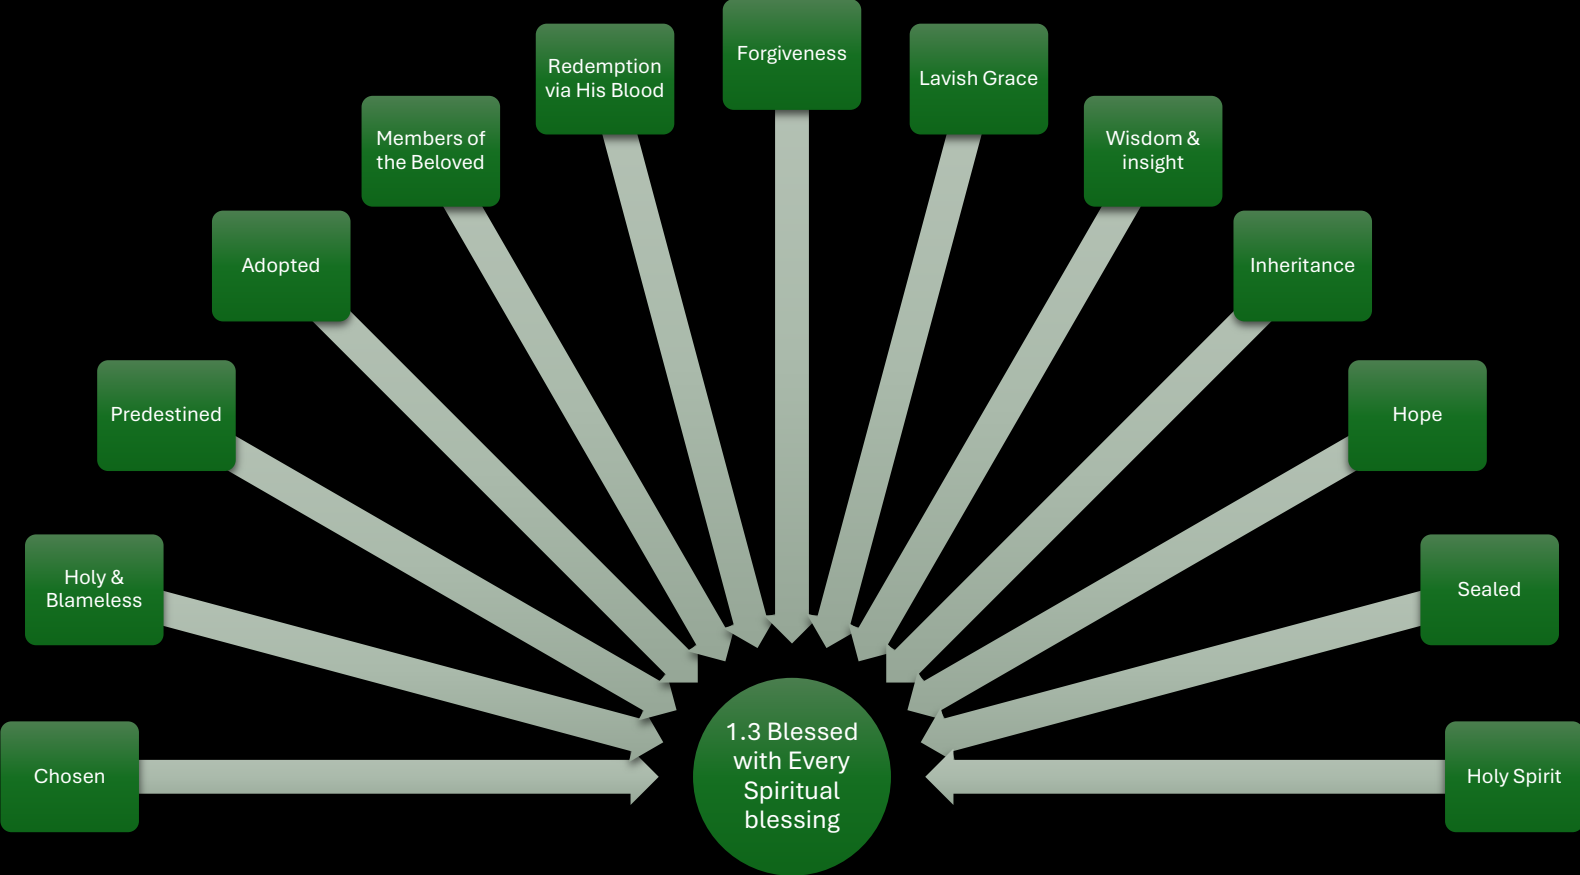 Chosen
Holy &
Blameless
Predestined
Adopted
Members of
the Beloved
Redemption
via His Blood
Forgiveness
Lavish Grace
Wisdom &
insight
Inheritance
Hope
Sealed
Holy Spirit
1.3 Blessed
with Every
Spiritual
blessing